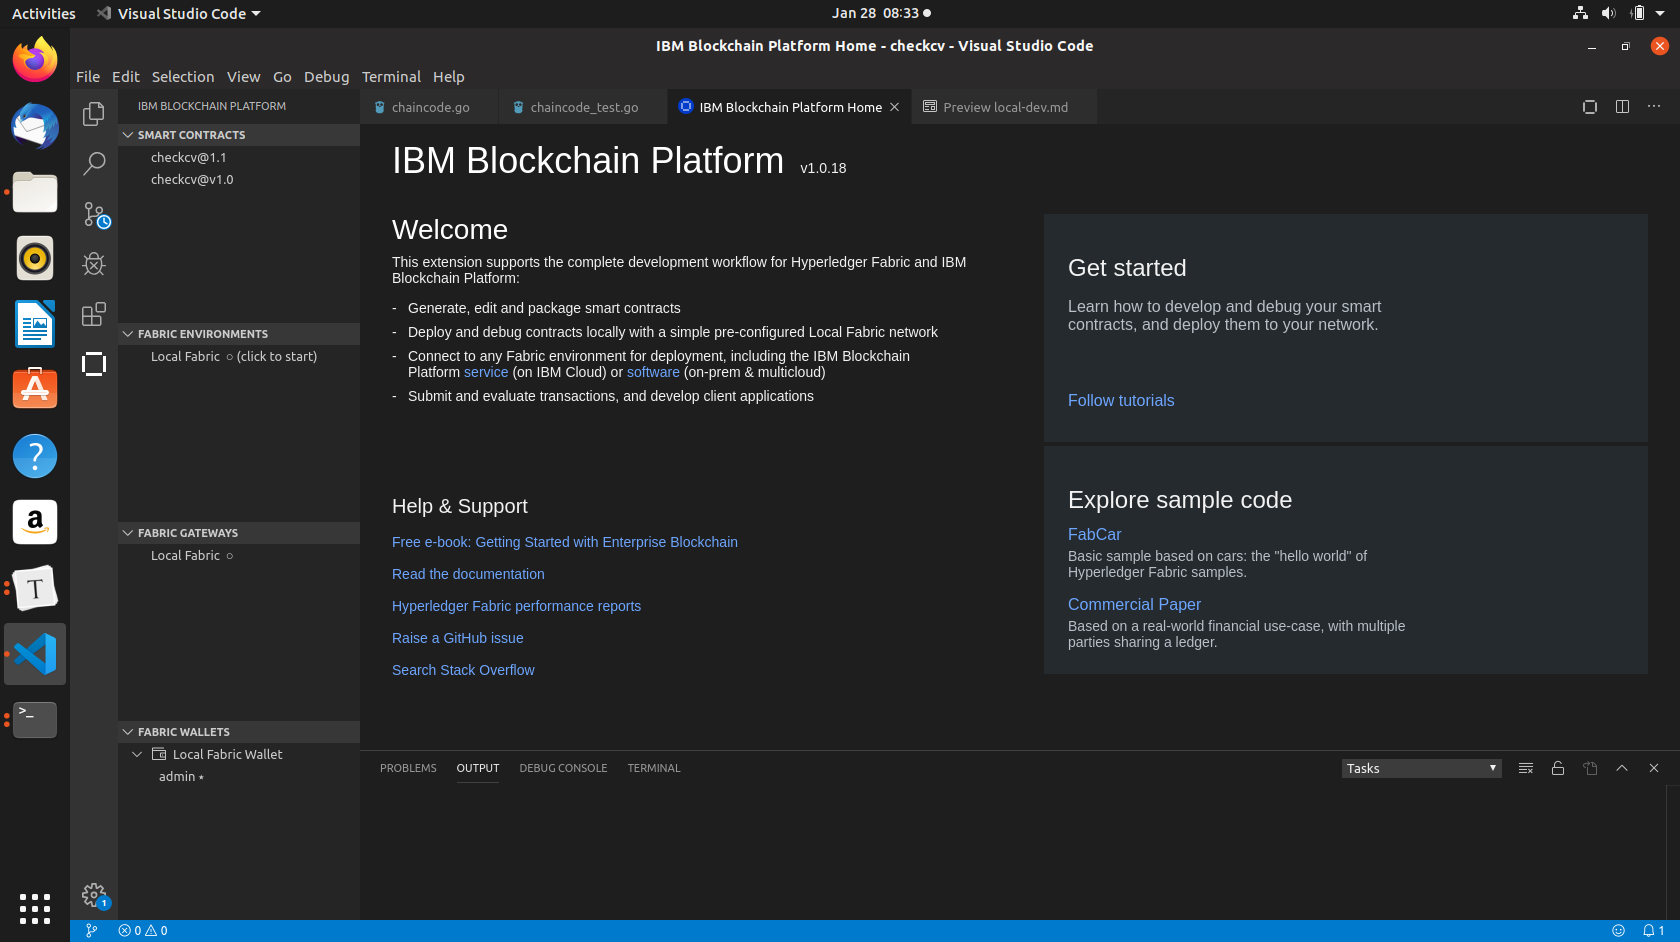 Activities Visual Studio Code Jan 28 08:33
IBM Blockchain Platform Home - checkcv - Visual Studio Code
File Edit Selection View Go Debug Terminal Help
IBM BLOCKCHAIN PLATFORM
chaincode.go chaincode_test.go IBM Blockchain Platform Home Preview local-dev.md
SMART CONTRACTS
checkcv@1.1
checkcv@v1.0
FABRIC ENVIRONMENTS
Local Fabric ○ (click to start)
FABRIC GATEWAYS
Local Fabric ○
FABRIC WALLETS
Local Fabric Wallet
admin ⋆
IBM Blockchain Platform v1.0.18
Welcome
This extension supports the complete development workflow for Hyperledger Fabric and IBM
Blockchain Platform:
- Generate, edit and package smart contracts
- Deploy and debug contracts locally with a simple pre-configured Local Fabric network
- Connect to any Fabric environment for deployment, including the IBM Blockchain
Platform service (on IBM Cloud) or software (on-prem & multicloud)
- Submit and evaluate transactions, and develop client applications
Help & Support
Free e-book: Getting Started with Enterprise Blockchain
Read the documentation
Hyperledger Fabric performance reports
Raise a GitHub issue
Search Stack Overflow
Get started
Learn how to develop and debug your smart
contracts, and deploy them to your network.
Follow tutorials
Explore sample code
FabCar
Basic sample based on cars: the "hello world" of
Hyperledger Fabric samples.
Commercial Paper
Based on a real-world financial use-case, with multiple
parties sharing a ledger.
PROBLEMS OUTPUT DEBUG CONSOLE TERMINAL Tasks
?
a
T
>_
1
0 0 1